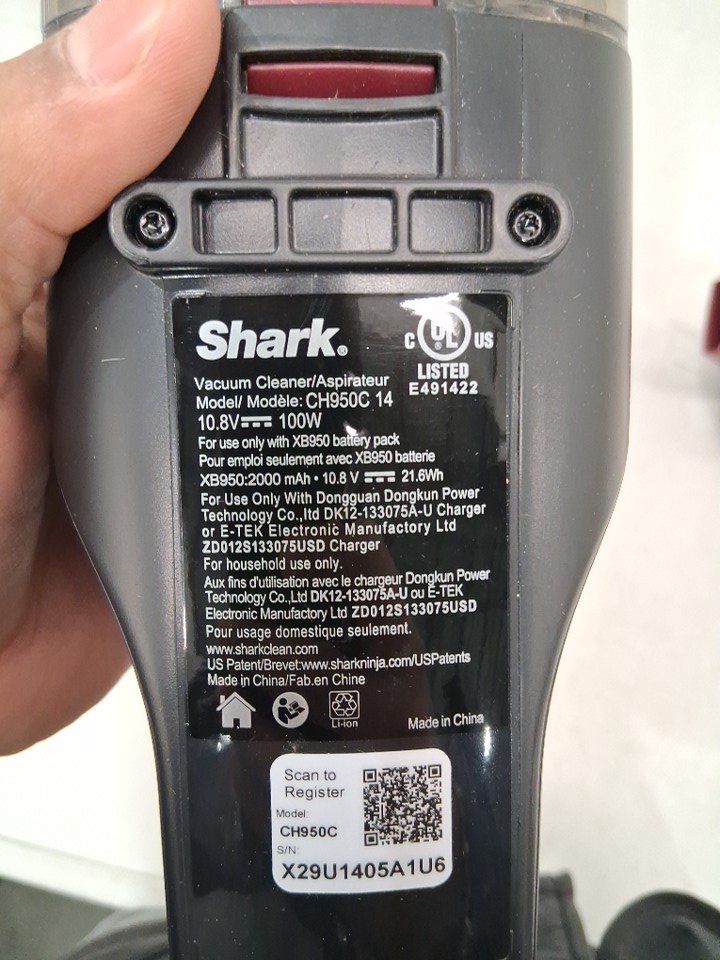 Shark®
C UL® US
LISTED
E491422
Vacuum Cleaner/Aspirateur
Model/ Modèle: CH950C 14
10.8V 100W
For use only with XB950 battery pack
Pour emploi seulement avec XB950 batterie
XB950:2000 mAh • 10.8 V 21.6Wh
For Use Only With Dongguan Dongkun Power
Technology Co.,ltd DK12-133075A-U Charger
or E-TEK Electronic Manufactory Ltd
ZD012S133075USD Charger
For household use only.
Aux fins d'utilisation avec le chargeur Dongkun Power
Technology Co.,Ltd DK12-133075A-U ou E-TEK
Electronic Manufactory Ltd ZD012S133075USD
Pour usage domestique seulement.
www.sharkclean.com
US Patent/Brevet:www.sharkninja.com/USPatents
Made in China/Fab.en Chine
Li-ion
Made in China
Scan to
Register
Model:
CH950C
S/N:
X29U1405A1U6